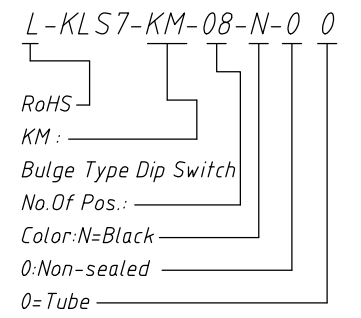 L-KLS7-KM-08-N-0 0
RoHS
KM :
Bulge Type Dip Switch
No.Of Pos.:
Color:N=Black
0:Non-sealed
0=Tube